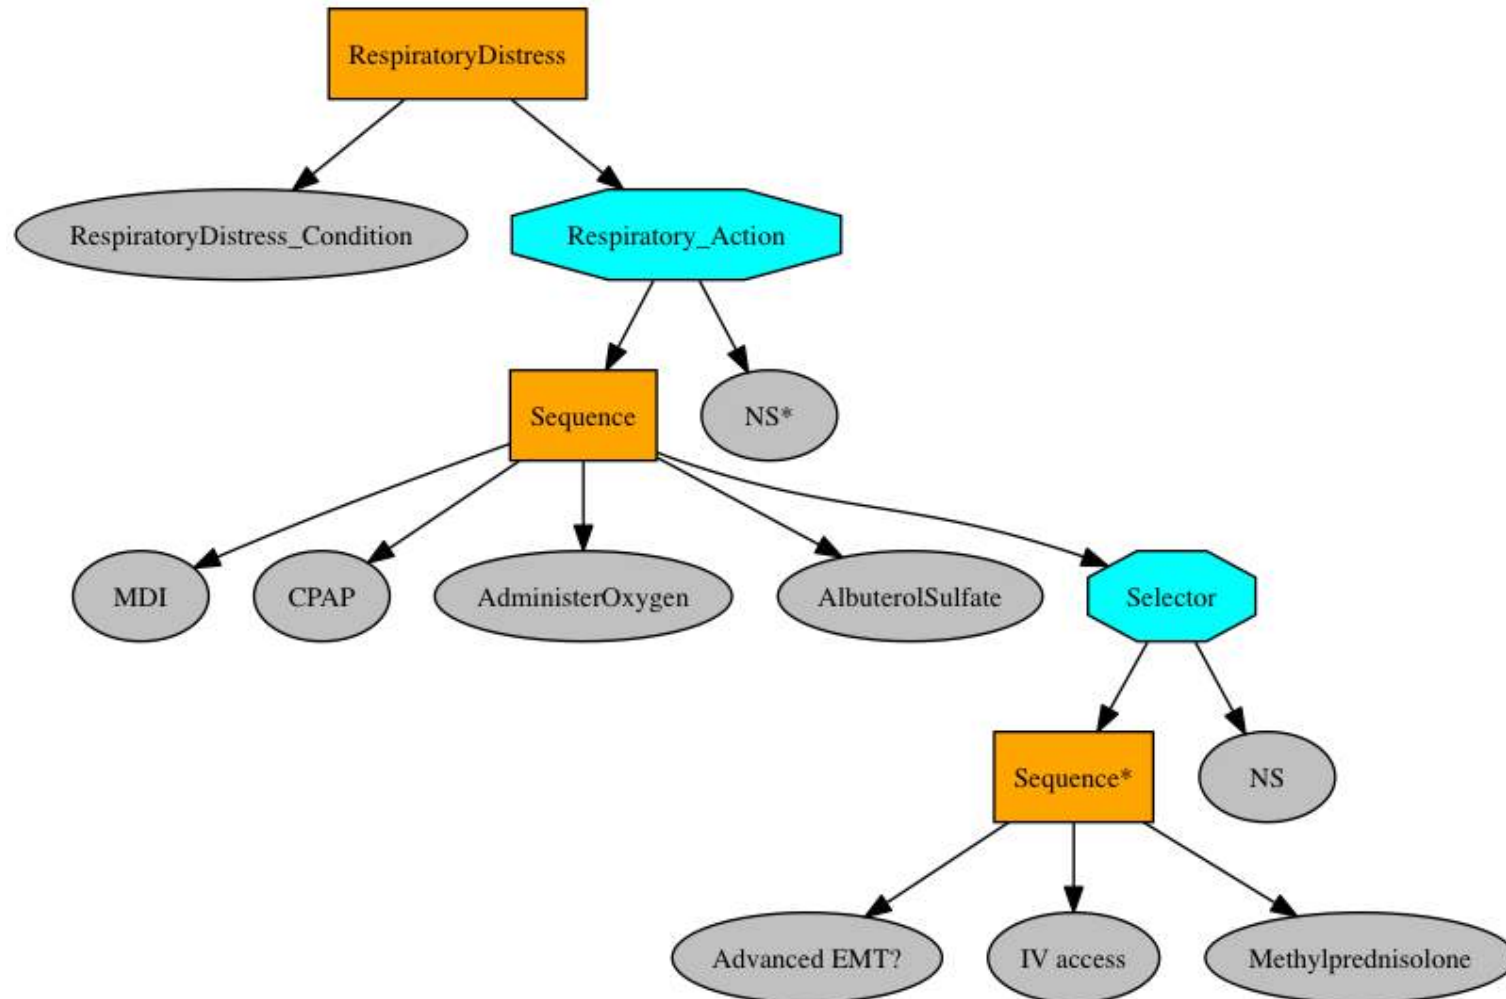 RespiratoryDistress
RespiratoryDistress_Condition
Respiratory_Action
Sequence
NS*
MDI
CPAP
AdministerOxygen
AlbuterolSulfate
Selector
Sequence*
NS
Advanced EMT?
IV access
Methylprednisolone